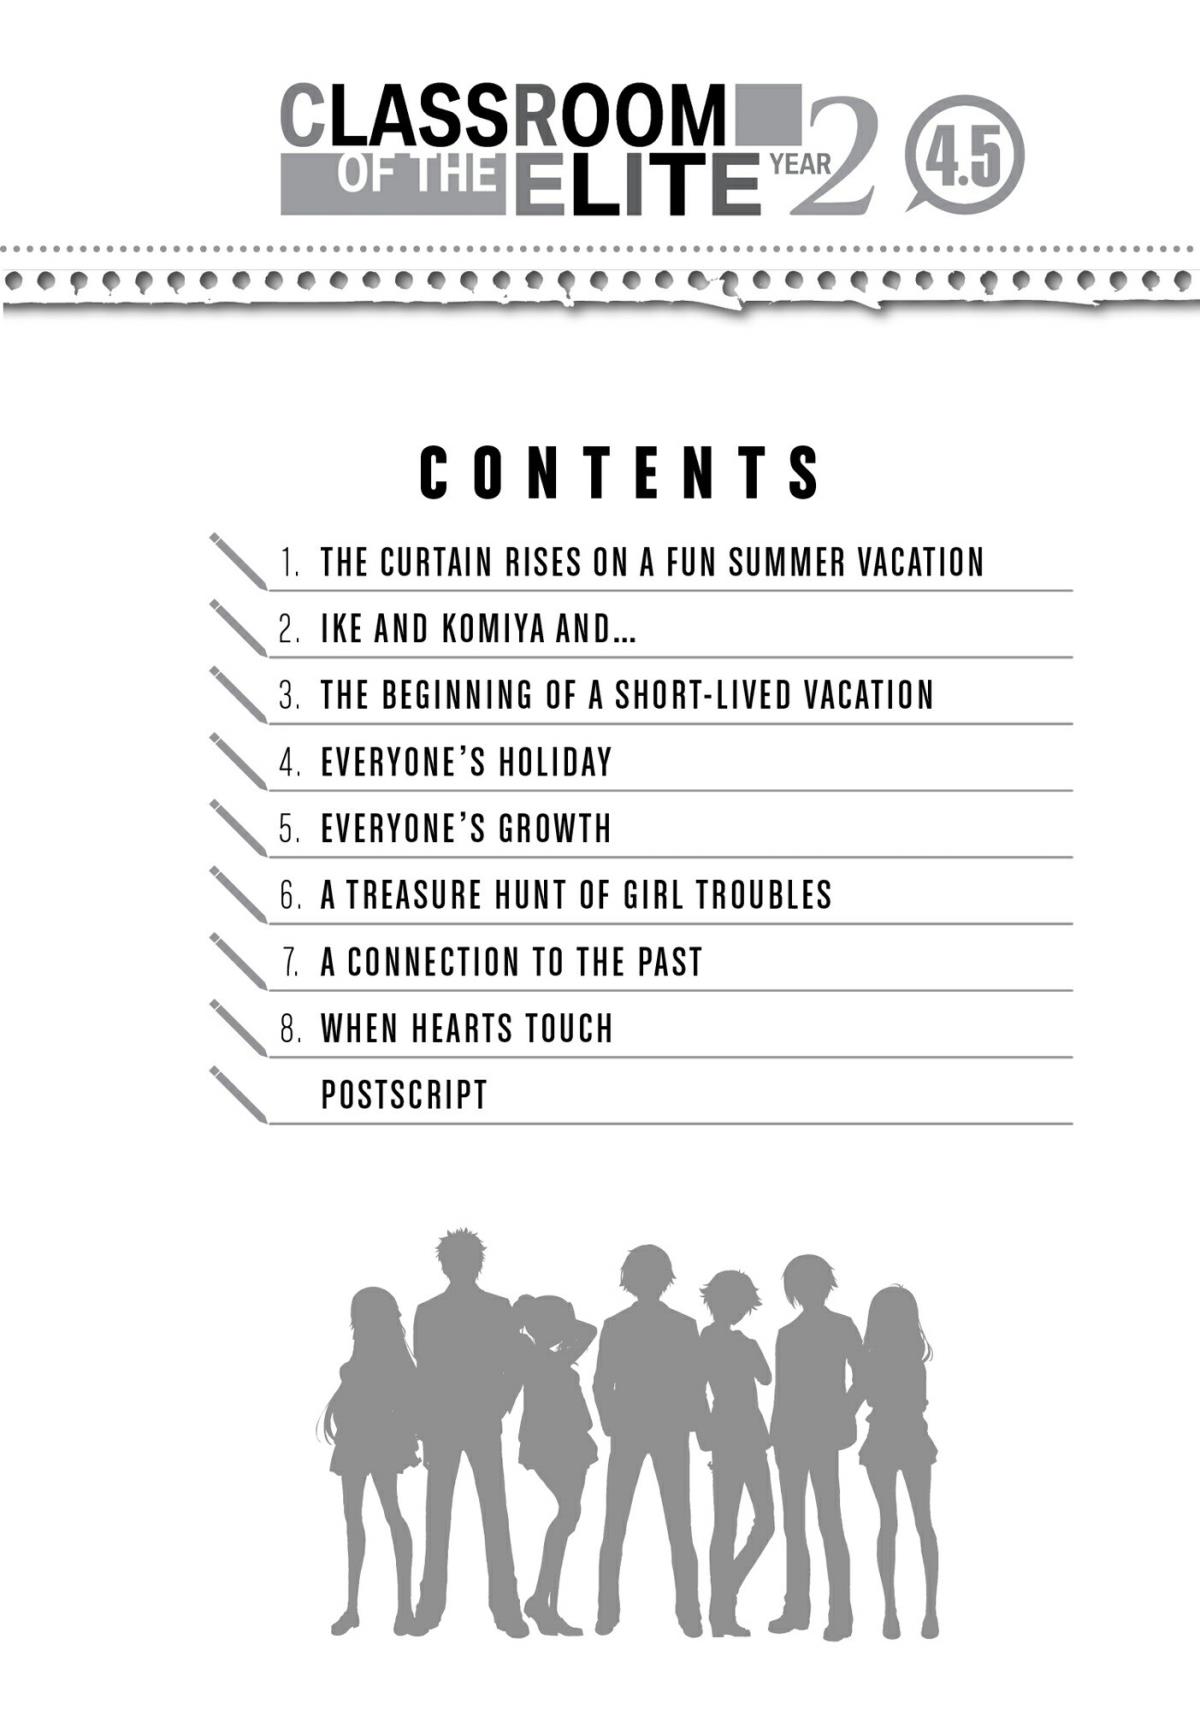 CLASSROOM
OF THE ELITE YEAR 2 4.5
CONTENTS
1. THE CURTAIN RISES ON A FUN SUMMER VACATION
2. IKE AND KOMIYA AND...
3. THE BEGINNING OF A SHORT-LIVED VACATION
4. EVERYONE’S HOLIDAY
5. EVERYONE’S GROWTH
6. A TREASURE HUNT OF GIRL TROUBLES
7. A CONNECTION TO THE PAST
8. WHEN HEARTS TOUCH
POSTSCRIPT